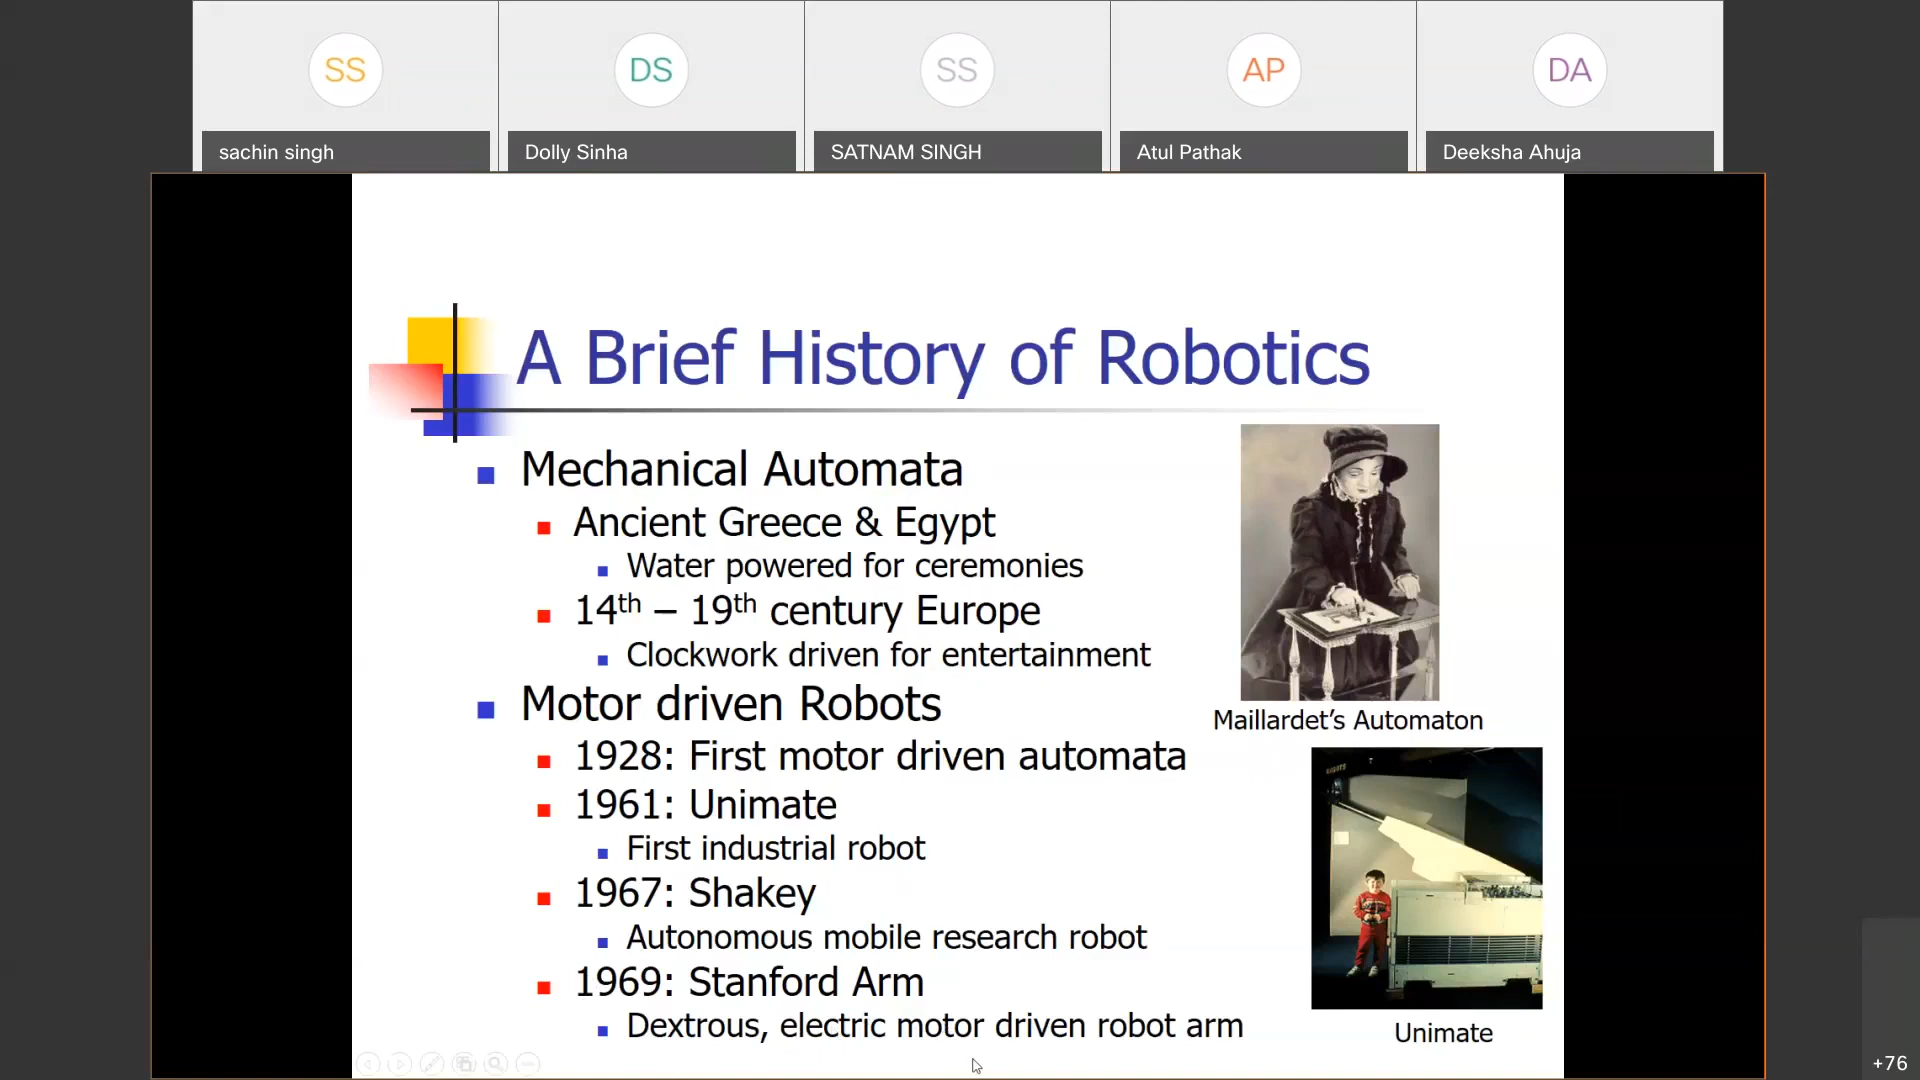 SS
DS
SS
AP
DA
sachin singh
Dolly Sinha
SATNAM SINGH
Atul Pathak
Deeksha Ahuja
A Brief History of Robotics
Mechanical Automata
Ancient Greece & Egypt
Water powered for ceremonies
14th – 19th century Europe
Clockwork driven for entertainment
Motor driven Robots
1928: First motor driven automata
1961: Unimate
First industrial robot
1967: Shakey
Autonomous mobile research robot
1969: Stanford Arm
Dextrous, electric motor driven robot arm
Maillardet’s Automaton
Unimate
+76